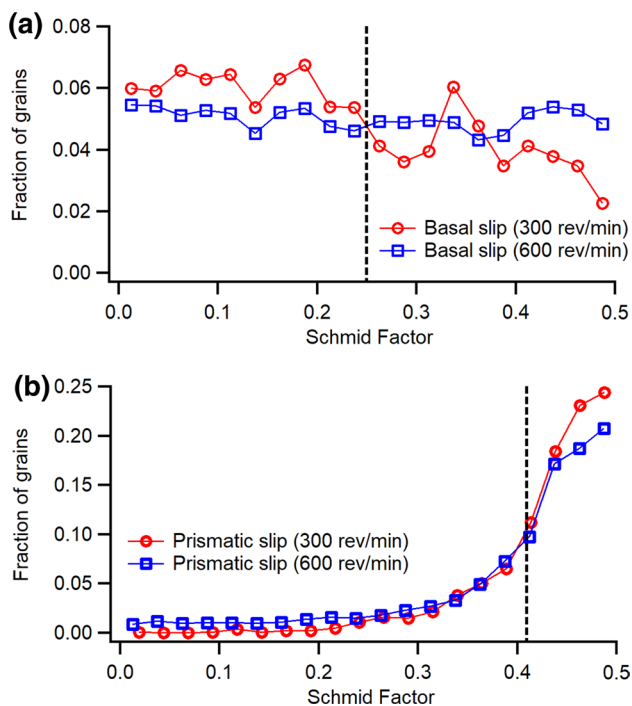 (a)
0.08
0.06
0.04
0.02
0.00
Fraction of grains
Basal slip (300 rev/min)
Basal slip (600 rev/min)
0.0 0.1 0.2 0.3 0.4 0.5
Schmid Factor
(b)
0.25
0.20
0.15
0.10
0.05
0.00
Fraction of grains
Prismatic slip (300 rev/min)
Prismatic slip (600 rev/min)
0.0 0.1 0.2 0.3 0.4 0.5
Schmid Factor